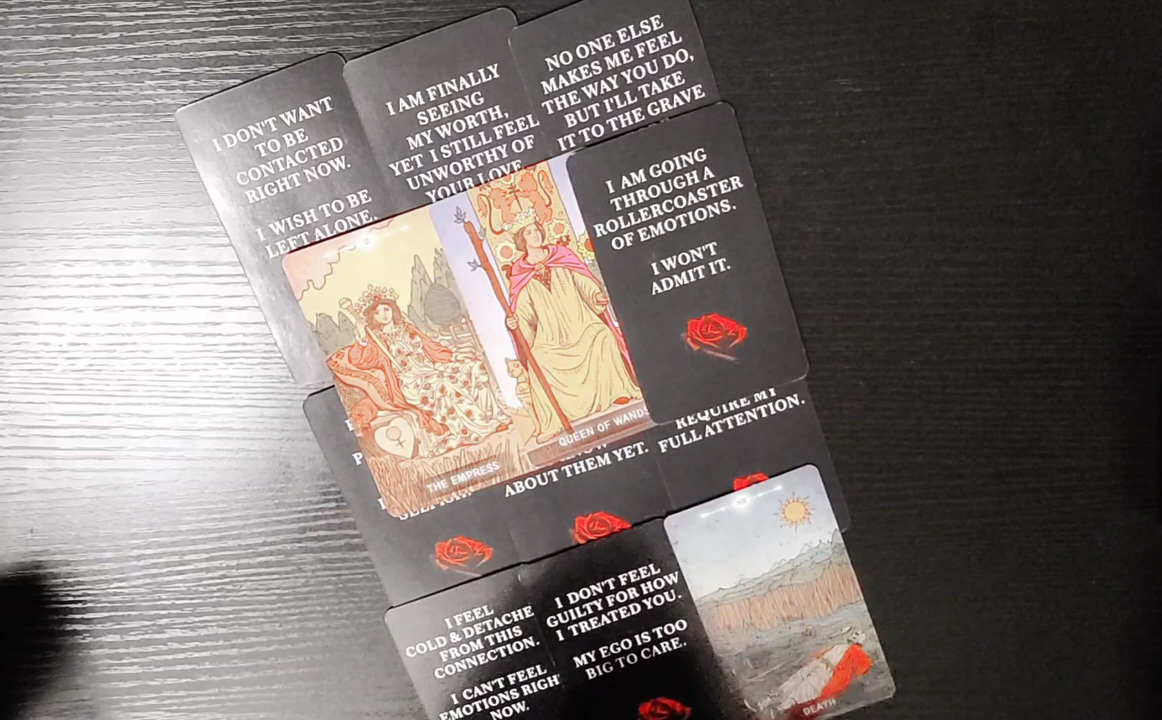 I DON'T WANT
TO BE
CONTACTED
RIGHT NOW.
I WISH TO BE
LEFT ALONE.
I AM FINALLY
SEEING
MY WORTH,
YET I STILL FEEL
UNWORTHY OF
YOUR LOVE
NO ONE ELSE
MAKES ME FEEL
THE WAY YOU DO,
BUT I'LL TAKE
IT TO THE GRAVE
I AM GOING
THROUGH A
ROLLERCOASTER
OF EMOTIONS.
I WON'T
ADMIT IT.
THE EMPRESS
QUEEN OF WANDS
ABOUT THEM YET.
REQUIRE MY
FULL ATTENTION.
I FEEL
COLD & DETACHE
FROM THIS
CONNECTION.
I CAN'T FEEL
EMOTIONS RIGH
NOW.
I DON'T FEEL
GUILTY FOR HOW
I TREATED YOU.
MY EGO IS TOO
BIG TO CARE.
DEATH